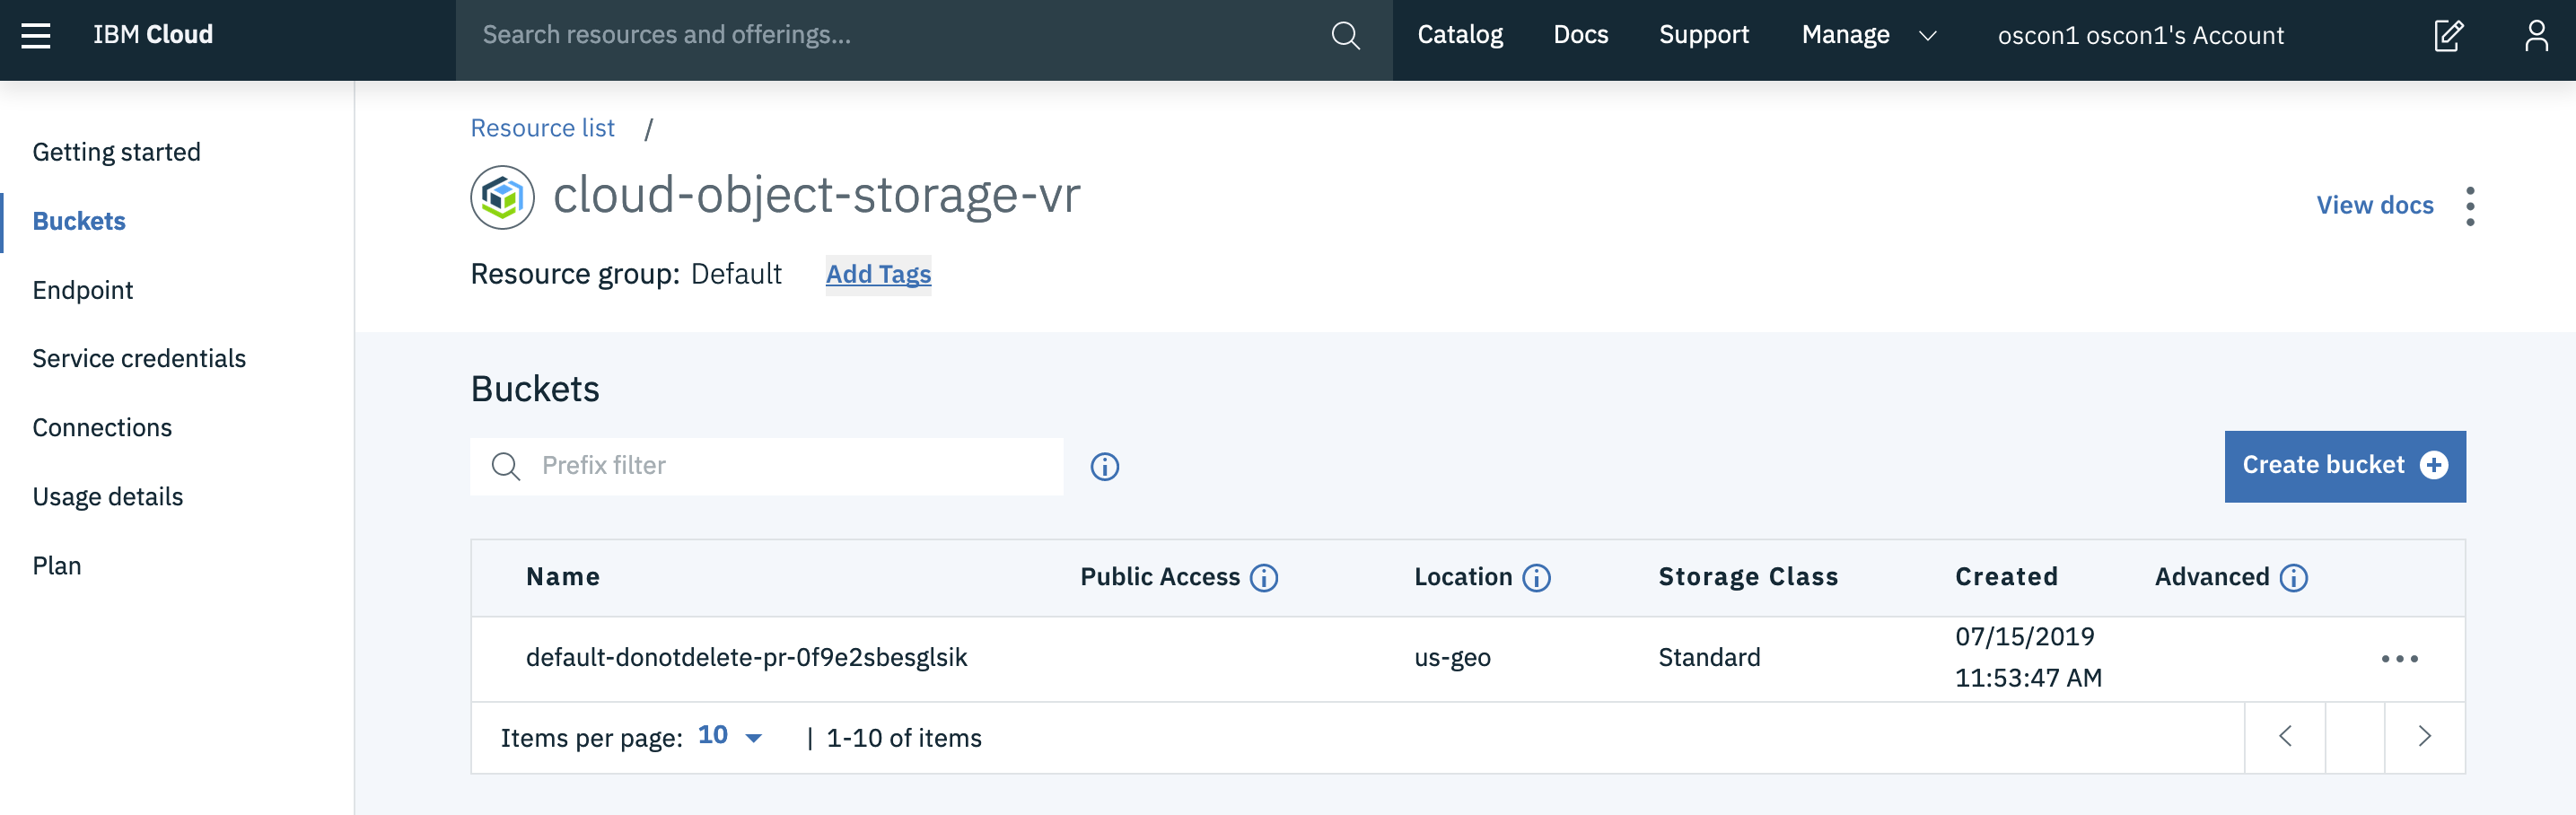 IBM Cloud
Search resources and offerings...
Catalog
Docs
Support
Manage
oscon1 oscon1's Account
Getting started
Buckets
Endpoint
Service credentials
Connections
Usage details
Plan
Resource list /
cloud-object-storage-vr
View docs
Resource group: Default
Add Tags
Buckets
Prefix filter
Create bucket
Name Public Access Location Storage Class Created Advanced
default-donotdelete-pr-0f9e2sbesglsik us-geo Standard 07/15/2019
11:53:47 AM
Items per page: 10 | 1-10 of items